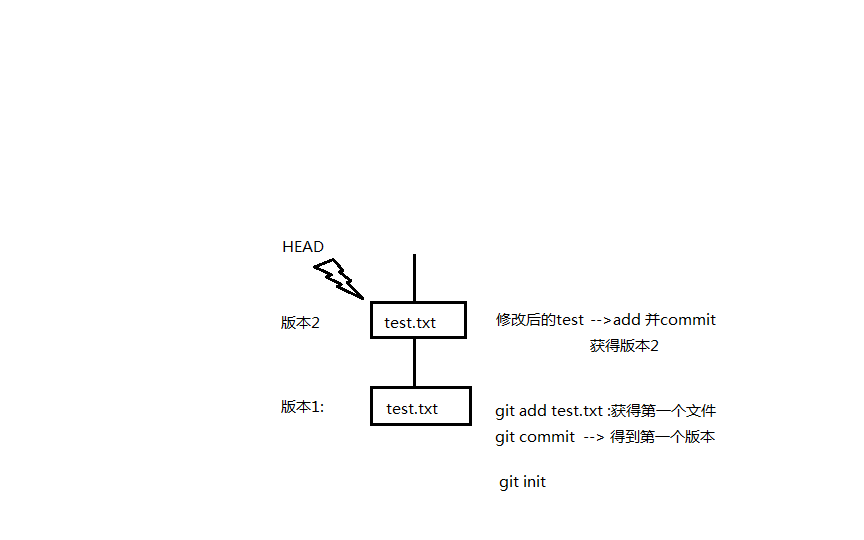 HEAD
版本2
test.txt
修改后的test -->add 并commit
获得版本2
版本1:
test.txt
git add test.txt :获得第一个文件
git commit --> 得到第一个版本
git init